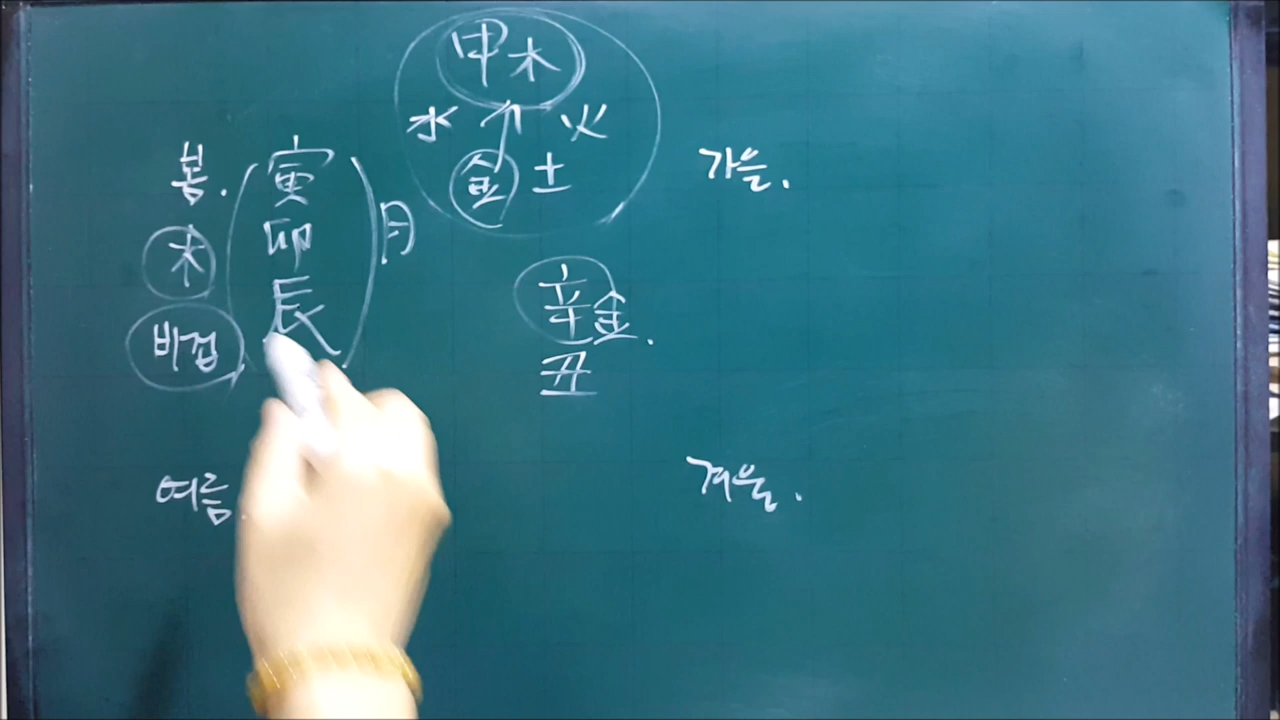 甲木
水 火
金 土
봄.
寅
卯
辰
月
木
비겁
辛金.
丑
가을.
여름.
겨울.